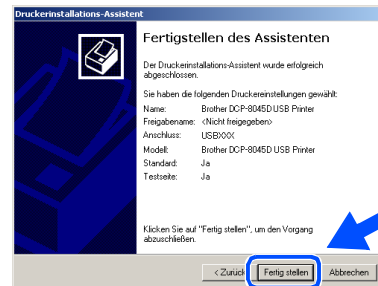 Druckerinstallations-Assistent
Fertigstellen des Assistenten
Der Druckerinstallations-Assistent wurde erfolgreich
abgeschlossen.
Sie haben die folgenden Druckereinstellungen gewählt:
Name: Brother DCP-8045D USB Printer
Freigabename: <Nicht freigegeben>
Anschluss: USBXXX
Modell: Brother DCP-8045D USB Printer
Standard: Ja
Testseite: Ja
Klicken Sie auf "Fertig stellen", um den Vorgang
abzuschließen.
< Zurück Fertig stellen Abbrechen